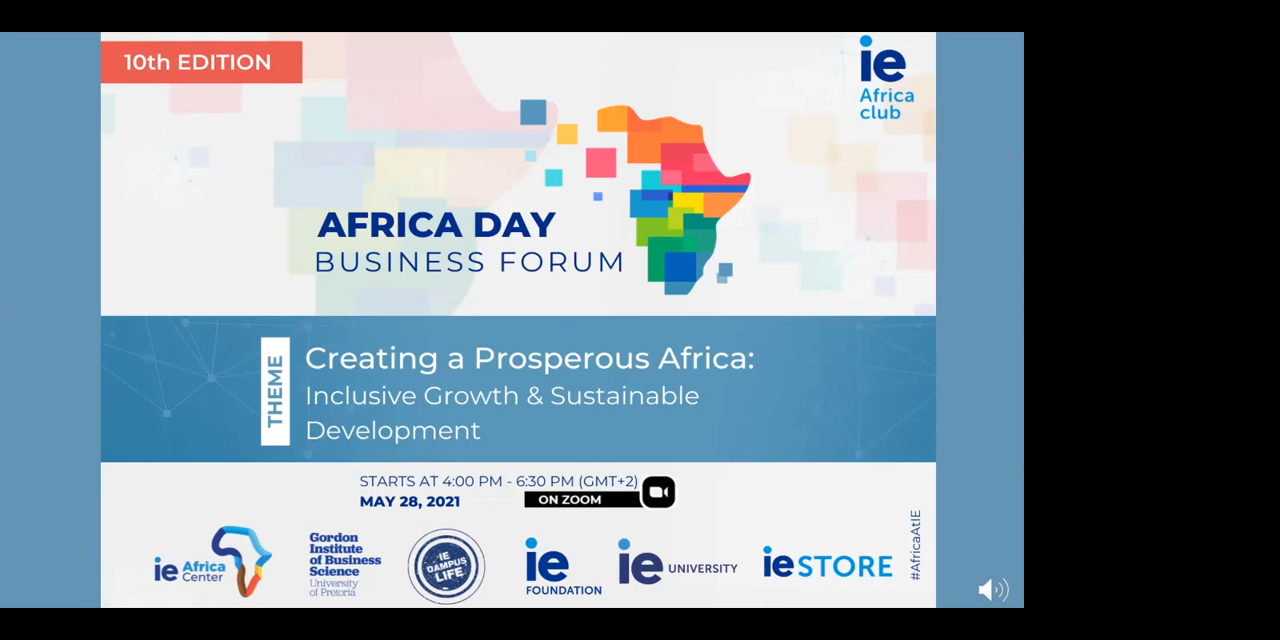 10th EDITION
ie
Africa
club
AFRICA DAY
BUSINESS FORUM
THEME
Creating a Prosperous Africa:
Inclusive Growth & Sustainable
Development
STARTS AT 4:00 PM - 6:30 PM (GMT+2)
MAY 28, 2021
ON ZOOM
#AfricaAtIE
ie Africa
Center
Gordon
Institute
of Business
Science
University
of Pretoria
IE
CAMPUS
LIFE
ie
FOUNDATION
ie UNIVERSITY
ie STORE